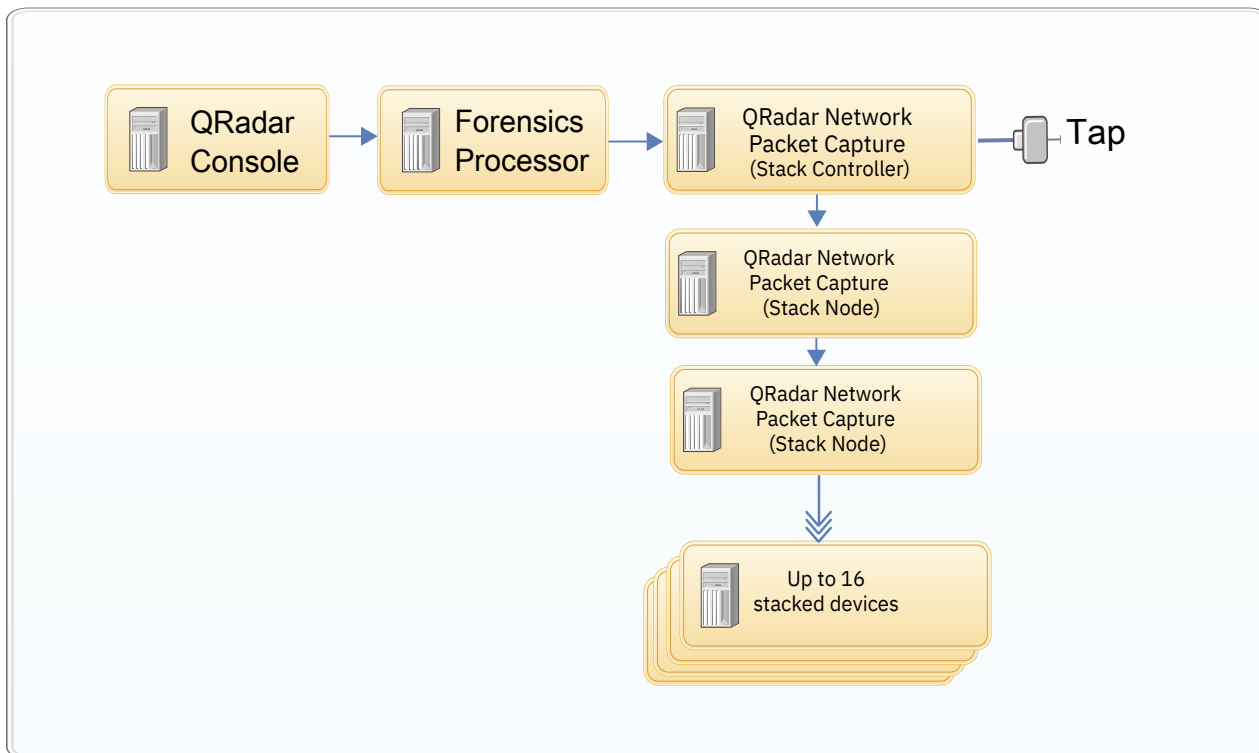 QRadar
Console
Forensics
Processor
QRadar Network
Packet Capture
(Stack Controller)
Tap
QRadar Network
Packet Capture
(Stack Node)
QRadar Network
Packet Capture
(Stack Node)
Up to 16
stacked devices